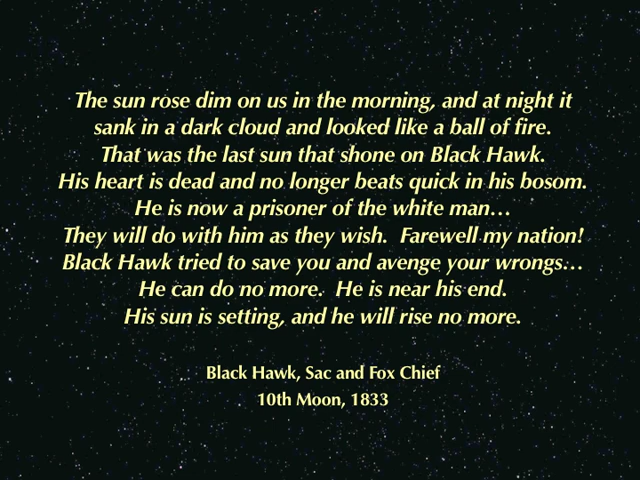 The sun rose dim on us in the morning, and at night it
sank in a dark cloud and looked like a ball of fire.
That was the last sun that shone on Black Hawk.
His heart is dead and no longer beats quick in his bosom.
He is now a prisoner of the white man…
They will do with him as they wish.  Farewell my nation!
Black Hawk tried to save you and avenge your wrongs…
He can do no more.  He is near his end.
His sun is setting, and he will rise no more.
Black Hawk, Sac and Fox Chief
10th Moon, 1833